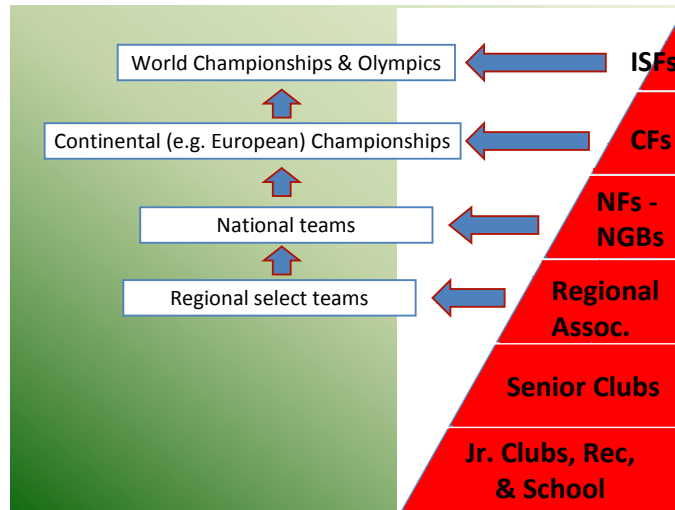 World Championships & Olympics
ISFs
Continental (e.g. European) Championships
CFs
National teams
NFs -
NGBs
Regional select teams
Regional
Assoc.
Senior Clubs
Jr. Clubs, Rec,
& School